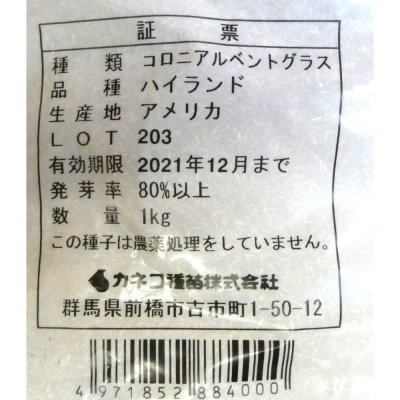 証 票
種 類 コロニアルベントグラス
品 種 ハイランド
生 産 地 アメリカ
L O T 203
有効期限 2021年12月まで
発 芽 率 80%以上
数 量 1kg
この種子は農薬処理をしていません。
カネコ種苗株式会社
群馬県前橋市古市町1-50-12
4 971852 884000